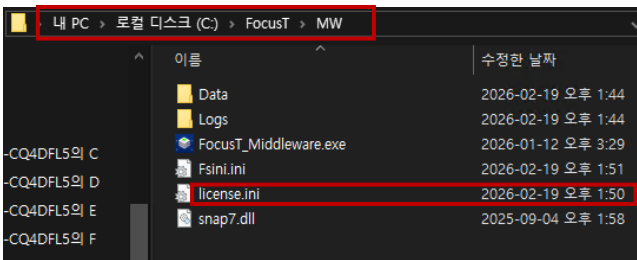 내 PC > 로컬 디스크 (C:) > FocusT > MW
이름 수정한 날짜
Data 2026-02-19 오후 1:44
Logs 2026-02-19 오후 1:44
FocusT_Middleware.exe 2026-01-12 오후 3:29
-CQ4DFL5의 C
Fsini.ini 2026-02-19 오후 1:51
-CQ4DFL5의 D
license.ini 2026-02-19 오후 1:50
-CQ4DFL5의 E
snap7.dll 2025-09-04 오후 1:58
-CQ4DFL5의 F